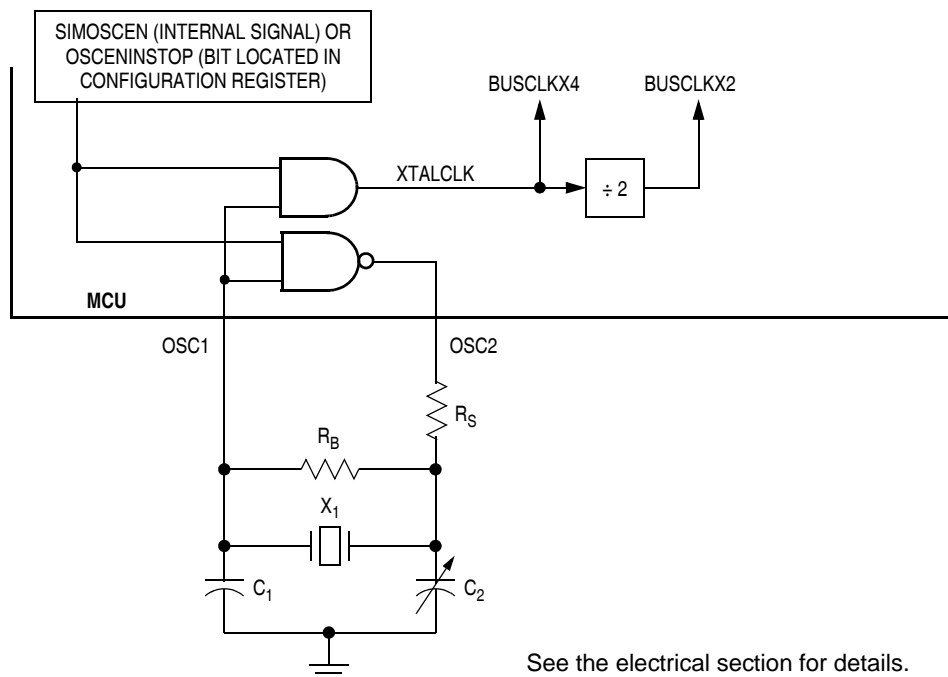 SIMOSCEN (INTERNAL SIGNAL) OR
OSCENINSTOP (BIT LOCATED IN
CONFIGURATION REGISTER)
BUSCLKX4
BUSCLKX2
XTALCLK
÷ 2
MCU
OSC1
OSC2
RS
RB
X1
C1
C2
See the electrical section for details.